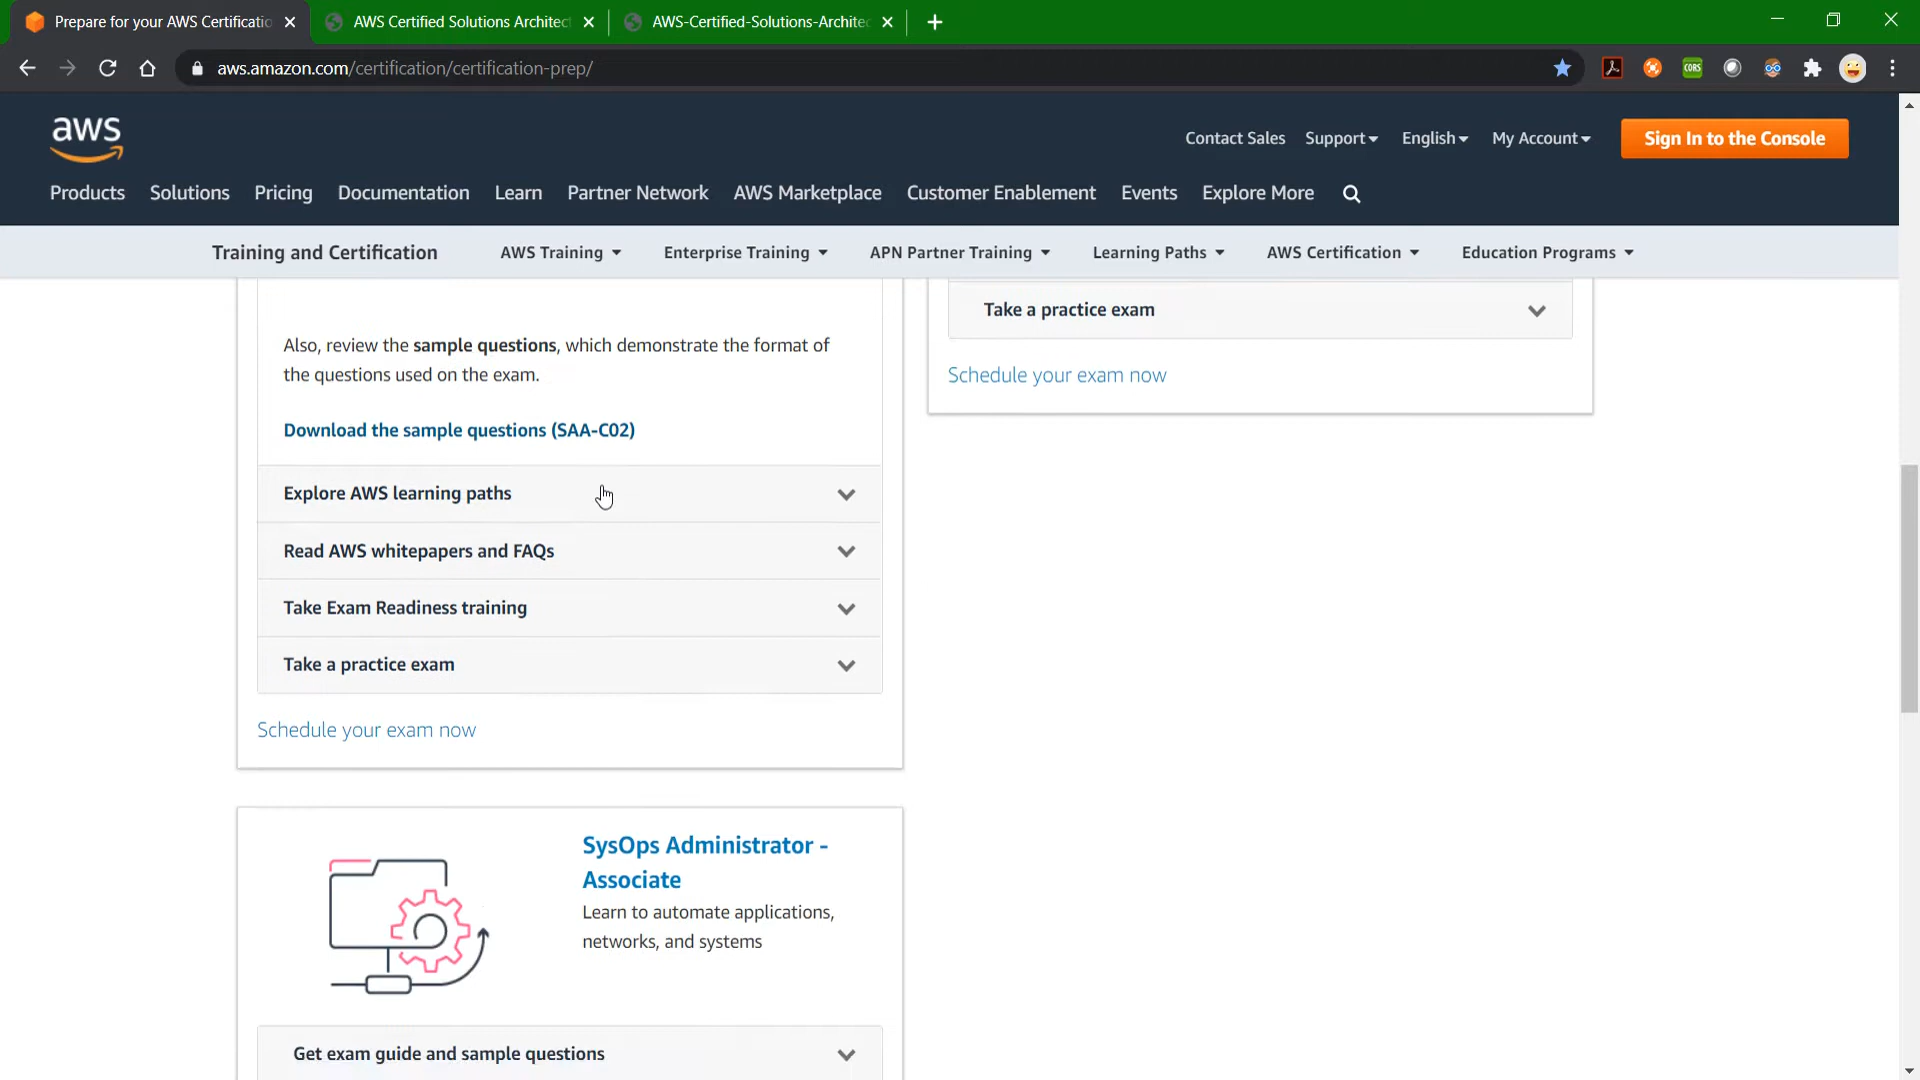 Prepare for your AWS Certificatio
AWS Certified Solutions Architect
AWS-Certified-Solutions-Architec
aws.amazon.com/certification/certification-prep/
CORS
aws
Contact Sales Support English My Account Sign In to the Console
Products Solutions Pricing Documentation Learn Partner Network AWS Marketplace Customer Enablement Events Explore More
Training and Certification AWS Training Enterprise Training APN Partner Training Learning Paths AWS Certification Education Programs
Also, review the sample questions, which demonstrate the format of
the questions used on the exam.
Download the sample questions (SAA-C02)
Explore AWS learning paths
Read AWS whitepapers and FAQs
Take Exam Readiness training
Take a practice exam
Schedule your exam now
Take a practice exam
Schedule your exam now
SysOps Administrator -
Associate
Learn to automate applications,
networks, and systems
Get exam guide and sample questions